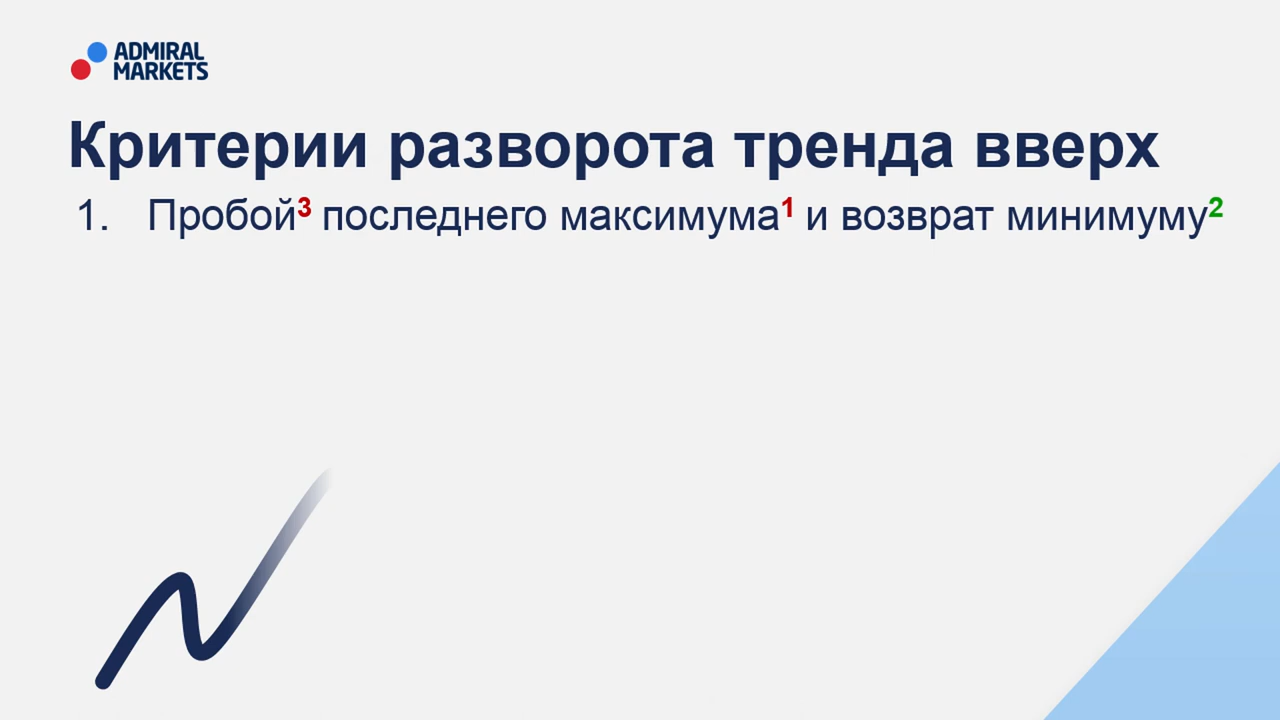 ADMIRAL
MARKETS
Критерии разворота тренда вверх
1. Пробой³ последнего максимума¹ и возврат минимуму²